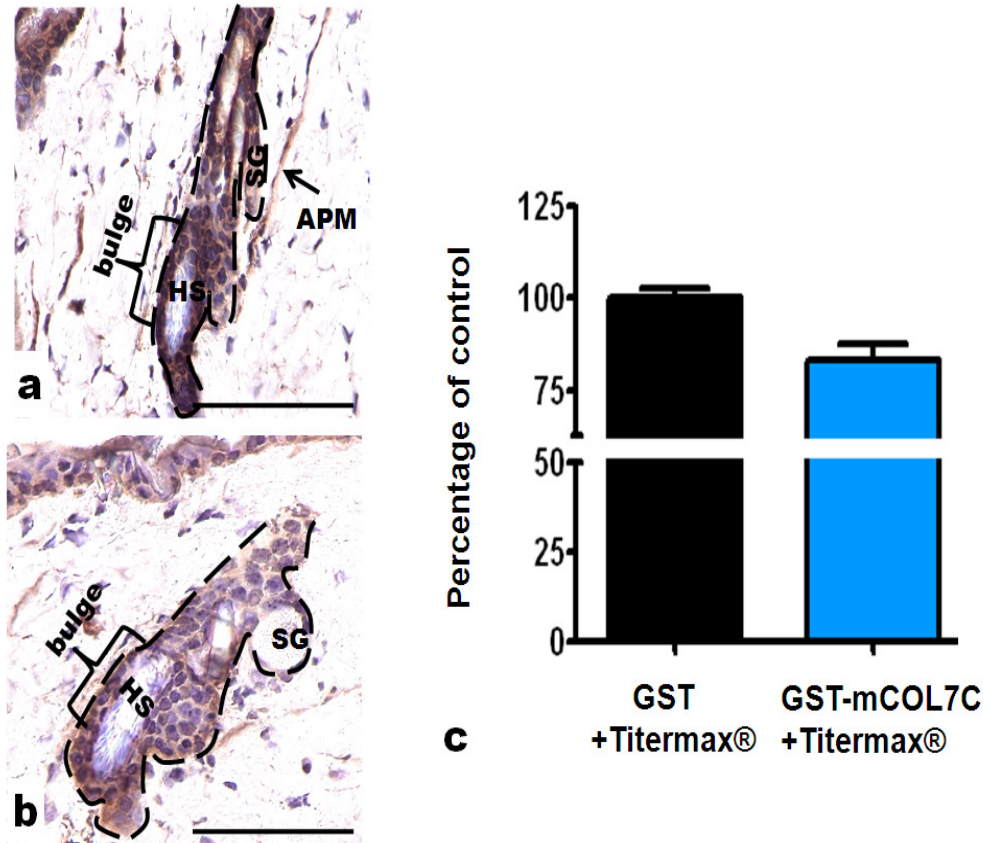 bulge
HS
SG
APM
a
bulge
HS
SG
b
Percentage of control
125
100
75
50
25
0
GST
+Titermax®
GST-mCOL7C
+Titermax®
c